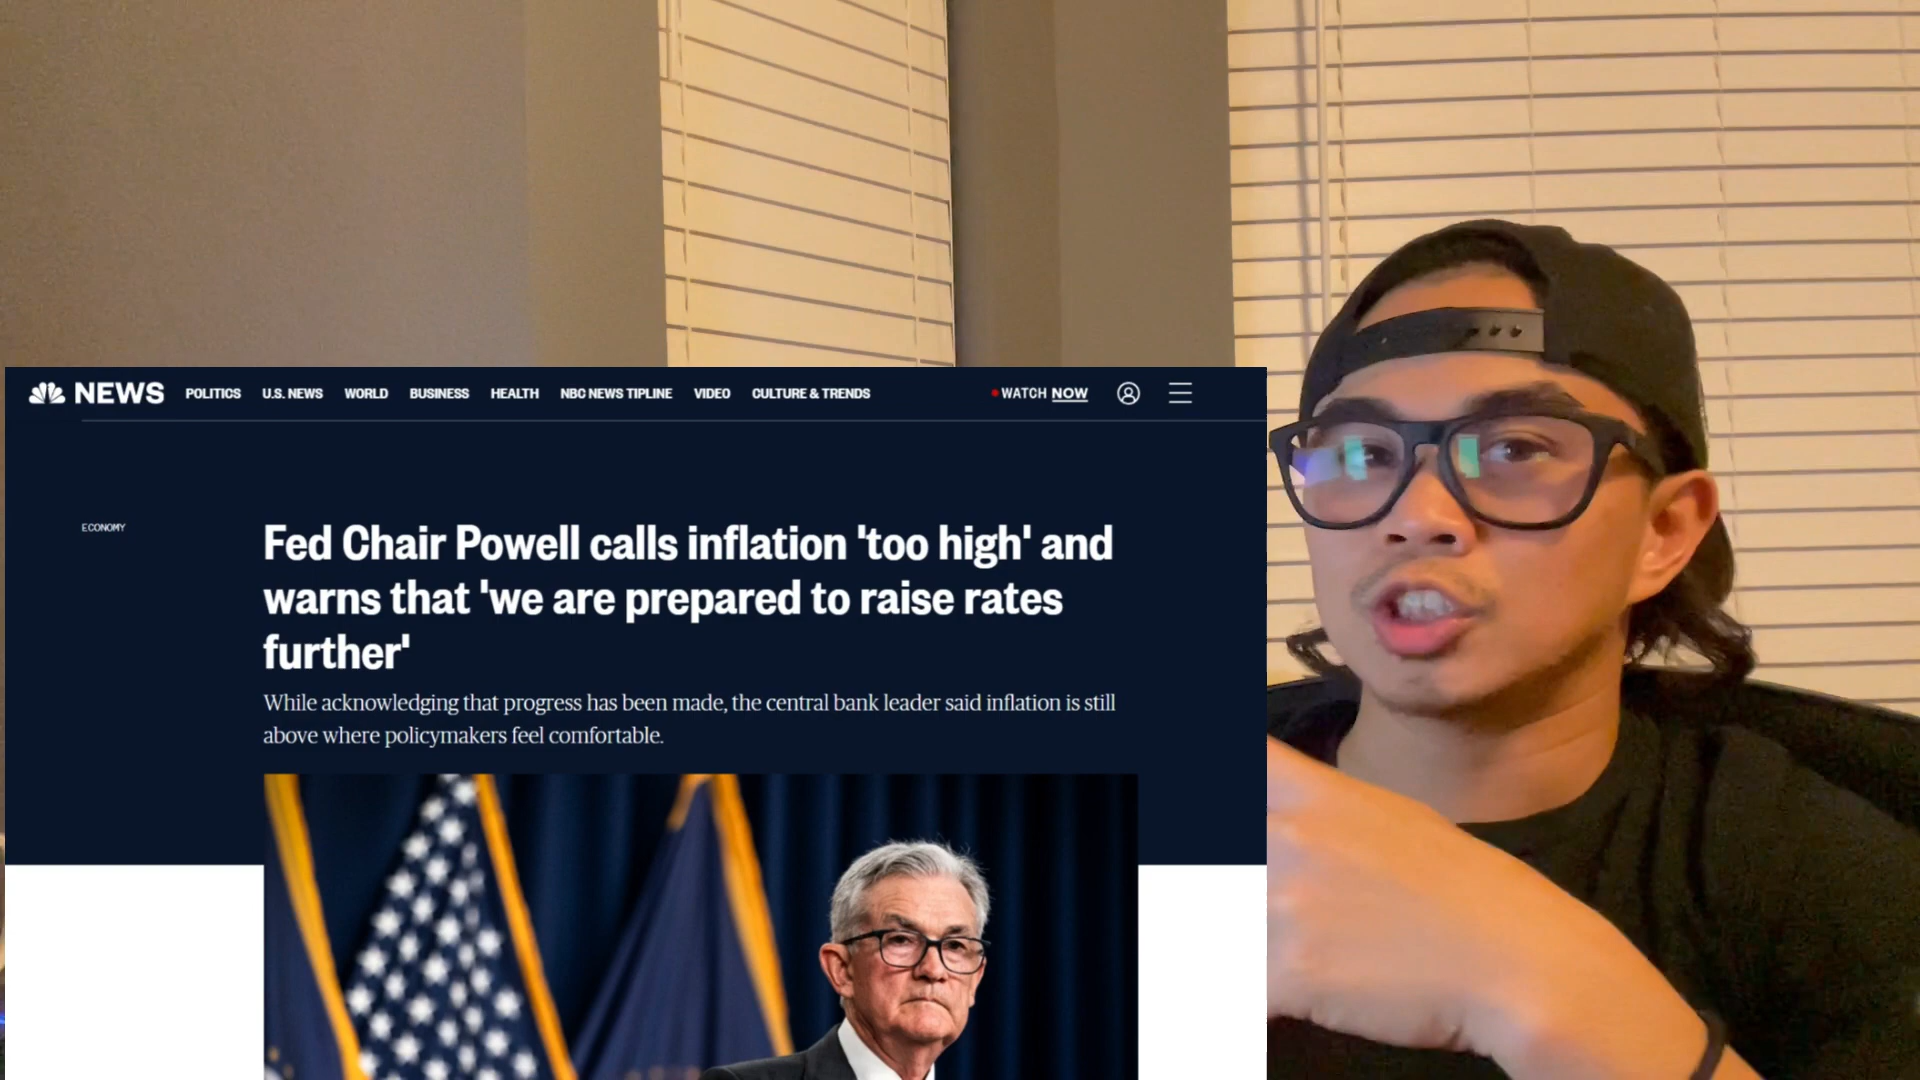 NEWS POLITICS U.S. NEWS WORLD BUSINESS HEALTH NBC NEWS TIPLINE VIDEO CULTURE & TRENDS WATCH NOW
ECONOMY
Fed Chair Powell calls inflation 'too high' and
warns that 'we are prepared to raise rates
further'
While acknowledging that progress has been made, the central bank leader said inflation is still
above where policymakers feel comfortable.